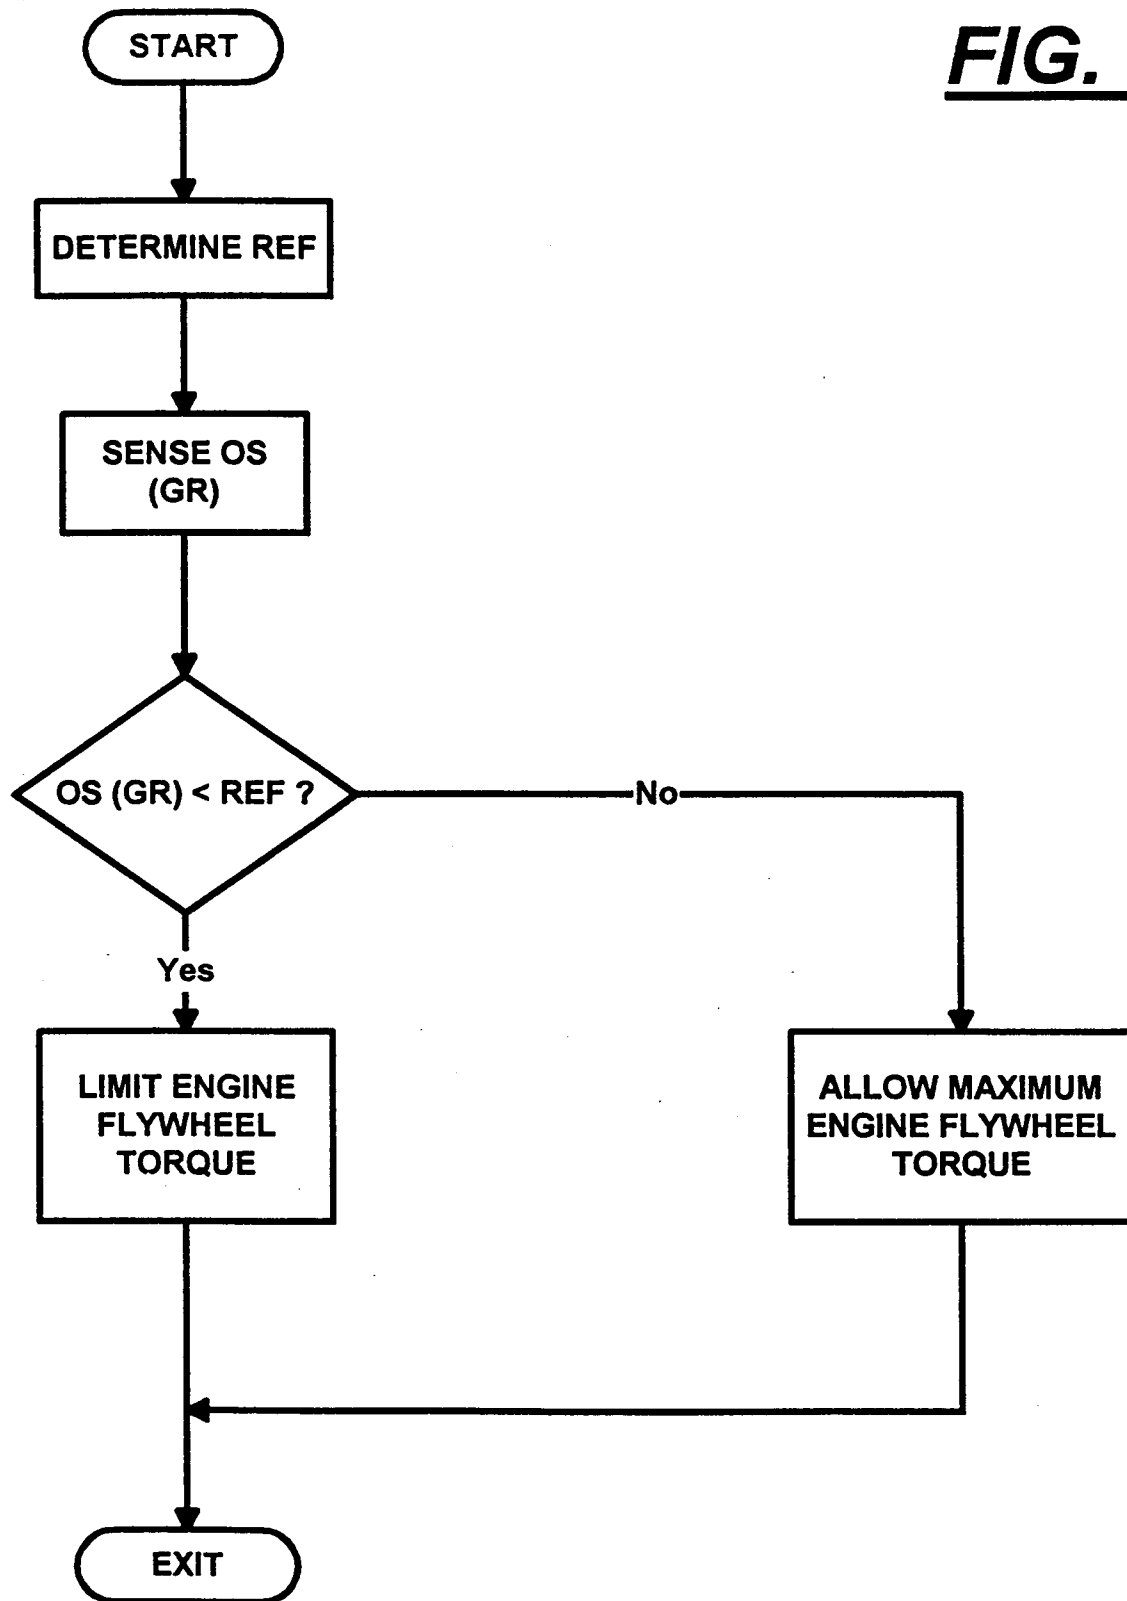 START
FIG.
DETERMINE REF
SENSE OS
(GR)
OS (GR) < REF ?
No
Yes
LIMIT ENGINE
FLYWHEEL
TORQUE
ALLOW MAXIMUM
ENGINE FLYWHEEL
TORQUE
EXIT